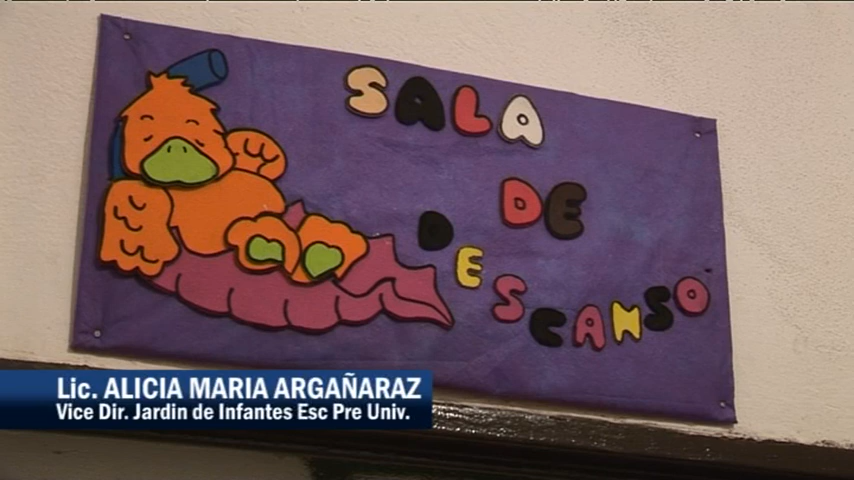 SALA
DE
DESCANSO
Lic. ALICIA MARIA ARGAÑARAZ
Vice Dir. Jardin de Infantes Esc Pre Univ.